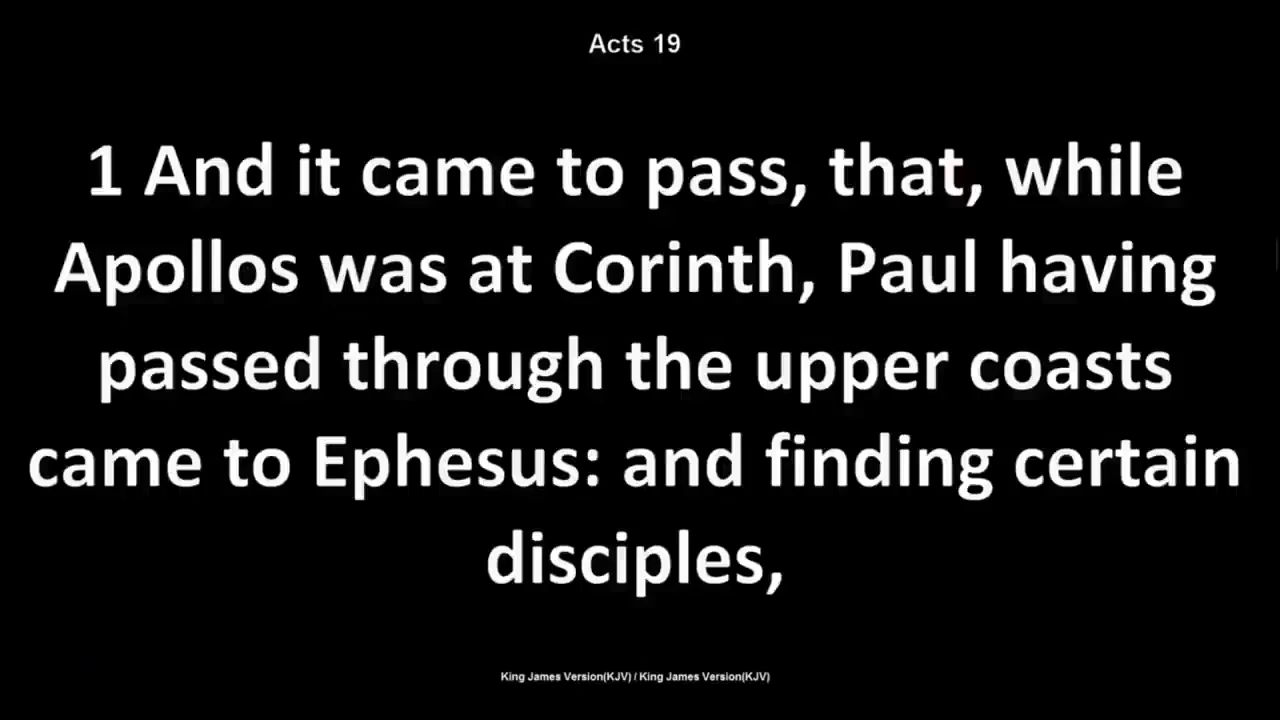 Acts 19
1 And it came to pass, that, while
Apollos was at Corinth, Paul having
passed through the upper coasts
came to Ephesus: and finding certain
disciples,
King James Version(KJV) / King James Version(KJV)